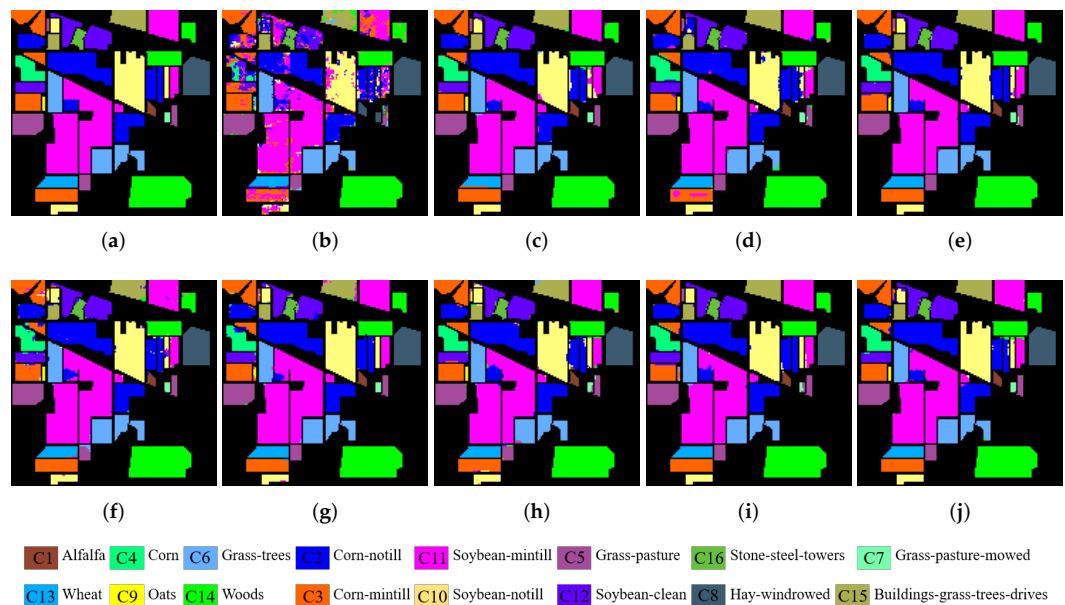 (a) (b) (c) (d) (e)
(f) (g) (h) (i) (j)
C1 Alfalfa C4 Corn C6 Grass-trees C2 Corn-notill C11 Soybean-mintill C5 Grass-pasture C16 Stone-steel-towers C7 Grass-pasture-mowed
C13 Wheat C9 Oats C14 Woods C3 Corn-mintill C10 Soybean-notill C12 Soybean-clean C8 Hay-windrowed C15 Buildings-grass-trees-drives